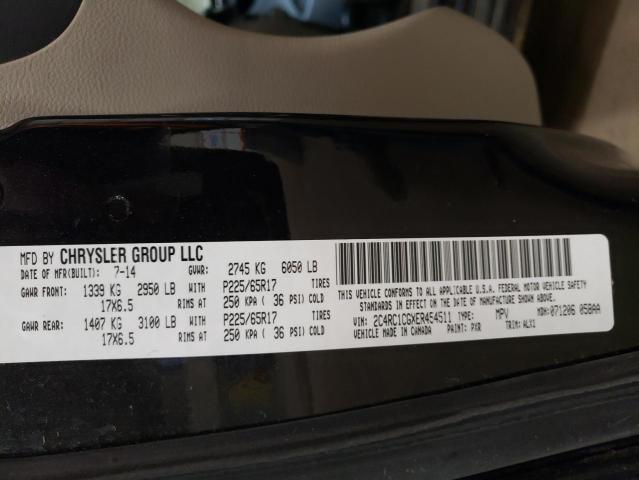 MFD BY CHRYSLER GROUP LLC
DATE OF MFR(BUILT): 7-14 GVWR: 2745 KG 6050 LB
GAWR FRONT: 1339 KG 2950 LB WITH P225/65R17 TIRES
17X6.5 RIMS AT 250 KPA ( 36 PSI) COLD
GAWR REAR: 1407 KG 3100 LB WITH P225/65R17 TIRES
17X6.5 RIMS AT 250 KPA ( 36 PSI) COLD
THIS VEHICLE CONFORMS TO ALL APPLICABLE U.S.A. FEDERAL MOTOR VEHICLE SAFETY
STANDARDS IN EFFECT ON THE DATE OF MANUFACTURE SHOWN ABOVE.
VIN: 2C4RC1CGXER454511 TYPE: MPV MDH: 071206 058AA
MADE IN CANADA PAINT: PXR TRIM: ALX1